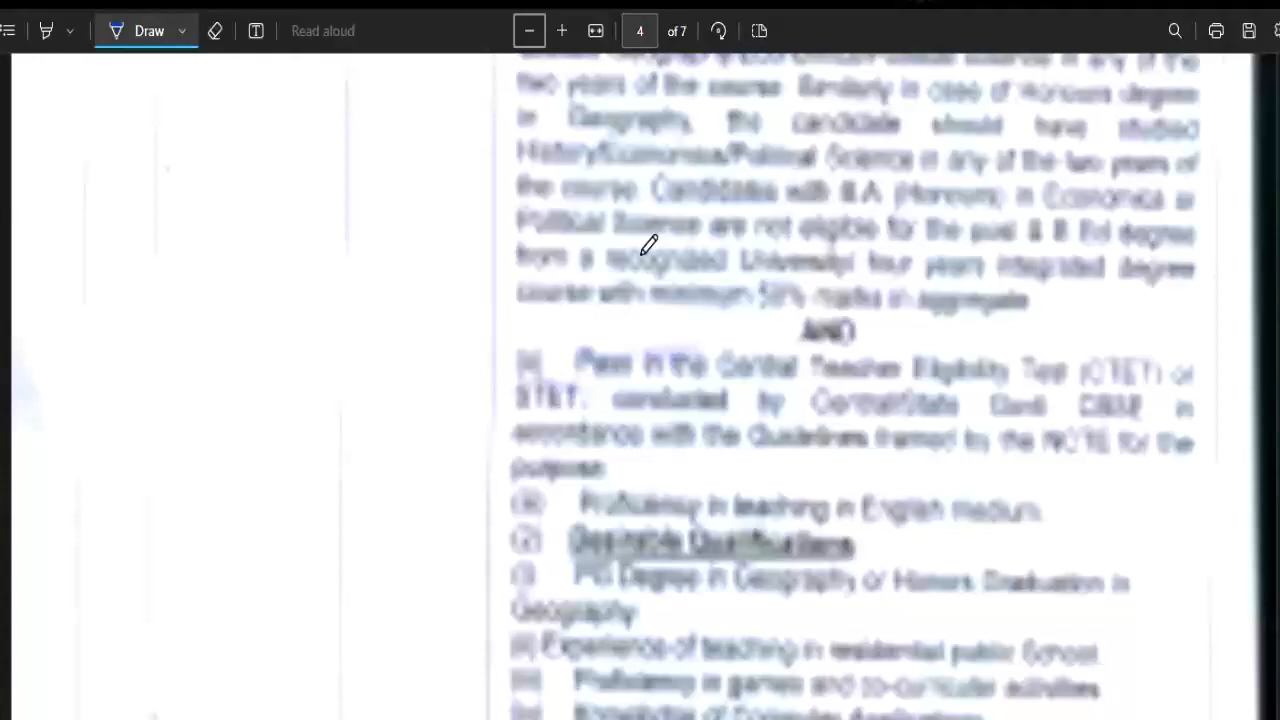 Draw
Read aloud
4
of 7
two years of the course. Similarly in case of Honours degree
in Geography, the candidate should have studied
History/Economics/Political Science in any of the two years of
the course. Candidates with B.A. (Honours) in Economics or
Political Science are not eligible for the post & B.Ed degree
from a recognized University/ four years integrated degree
course with minimum 50% marks in aggregate
AND
Pass in the Central Teacher Eligibility Test (CTET) or
STET, conducted by Central/State Govt. CBSE in
accordance with the Guidelines framed by the NCTE for the
purpose
Proficiency in teaching in English medium.
Desirable Qualifications
(i) PG Degree in Geography or Honors Graduation in
Geography
(ii) Experience of teaching in residential public School.
(iii) Proficiency in games and co-curricular activities
Knowledge of Computer Applications